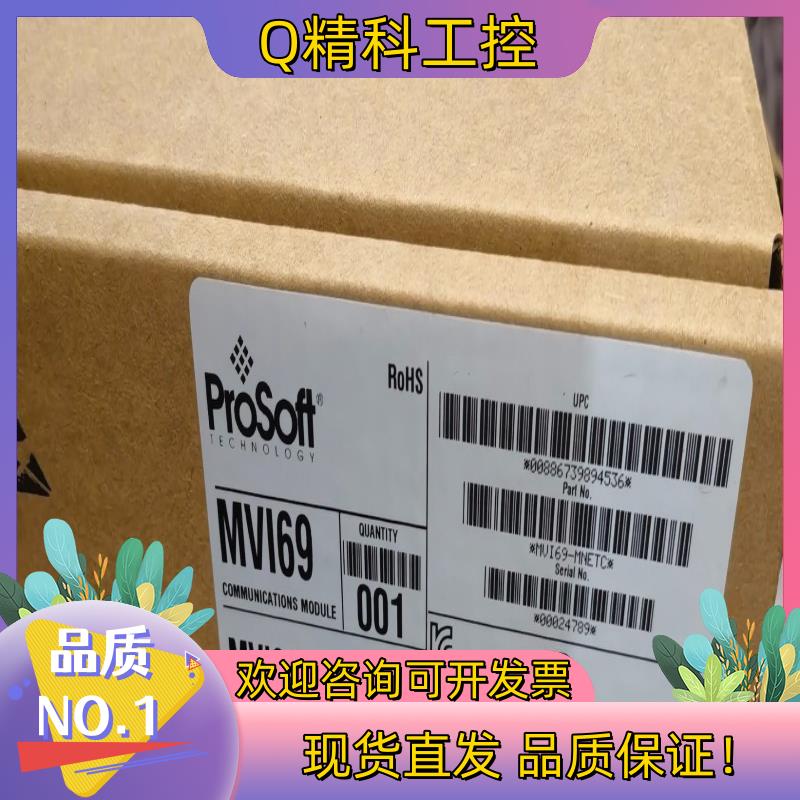 Q精科工控
ProSoft®
TECHNOLOGY
RoHS
UPC
*00886739894536*
Part No.
*MVI69-MNETC*
Serial No.
*00024789*
MVI69
COMMUNICATIONS MODULE
QUANTITY
001
品质
NO.1
欢迎咨询可开发票
现货直发 品质保证!